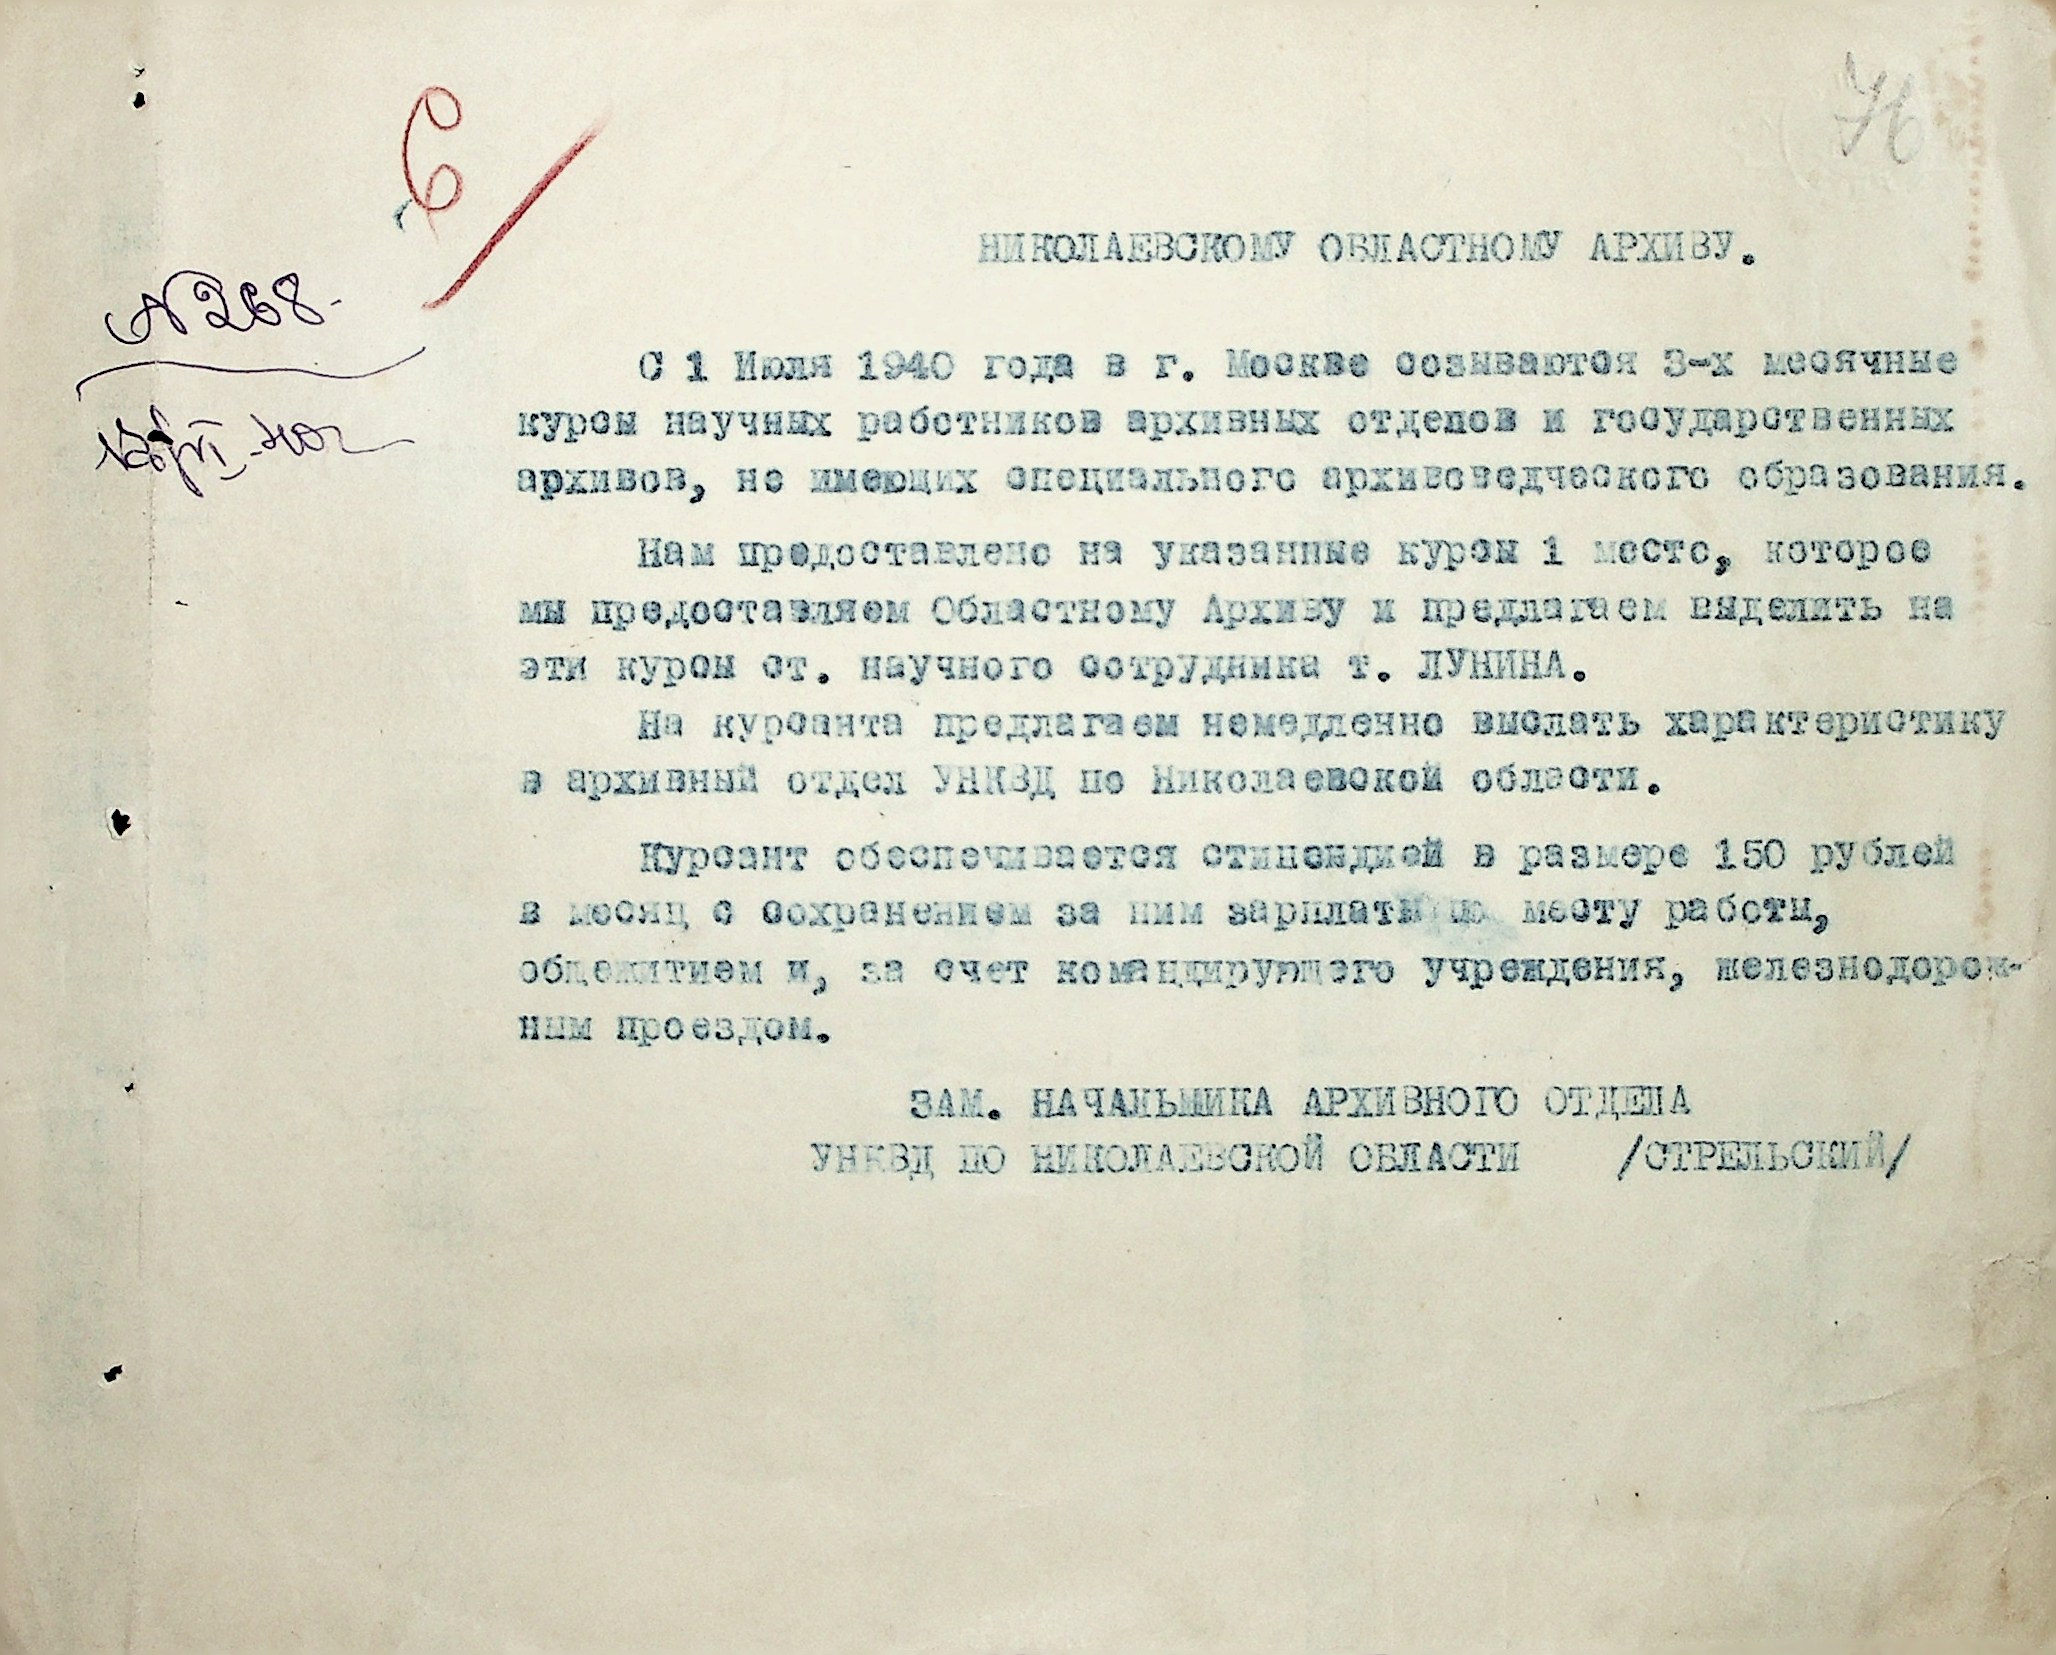 76
6
НИКОЛАЕВСКОМУ ОБЛАСТНОМУ АРХИВУ.
N 268.
С 1 Июля 1940 года в г. Москве созываются 3-х месячные
курсы научных работников архивных отделов и государственных
архивов, не имеющих специального архивоведческого образования.
Нам предоставлено на указанные курсы 1 место, которое
мы предоставляем Областному Архиву и предлагаем выделить на
эти курсы ст. научного сотрудника т. ЛУНИНА.
На курсанта предлагаем немедленно выслать характеристику
в архивный отдел УНКВД по Николаевской области.
Курсант обеспечивается стипендией в размере 150 рублей
в месяц с сохранением за ним зарплаты по месту работы,
общежитием и, за счет командирующего учреждения, железнодорож-
ным проездом.
ЗАМ. НАЧАЛЬНИКА АРХИВНОГО ОТДЕЛА
УНКВД ПО НИКОЛАЕВСКОЙ ОБЛАСТИ /СТРЕЛЬСКИЙ/